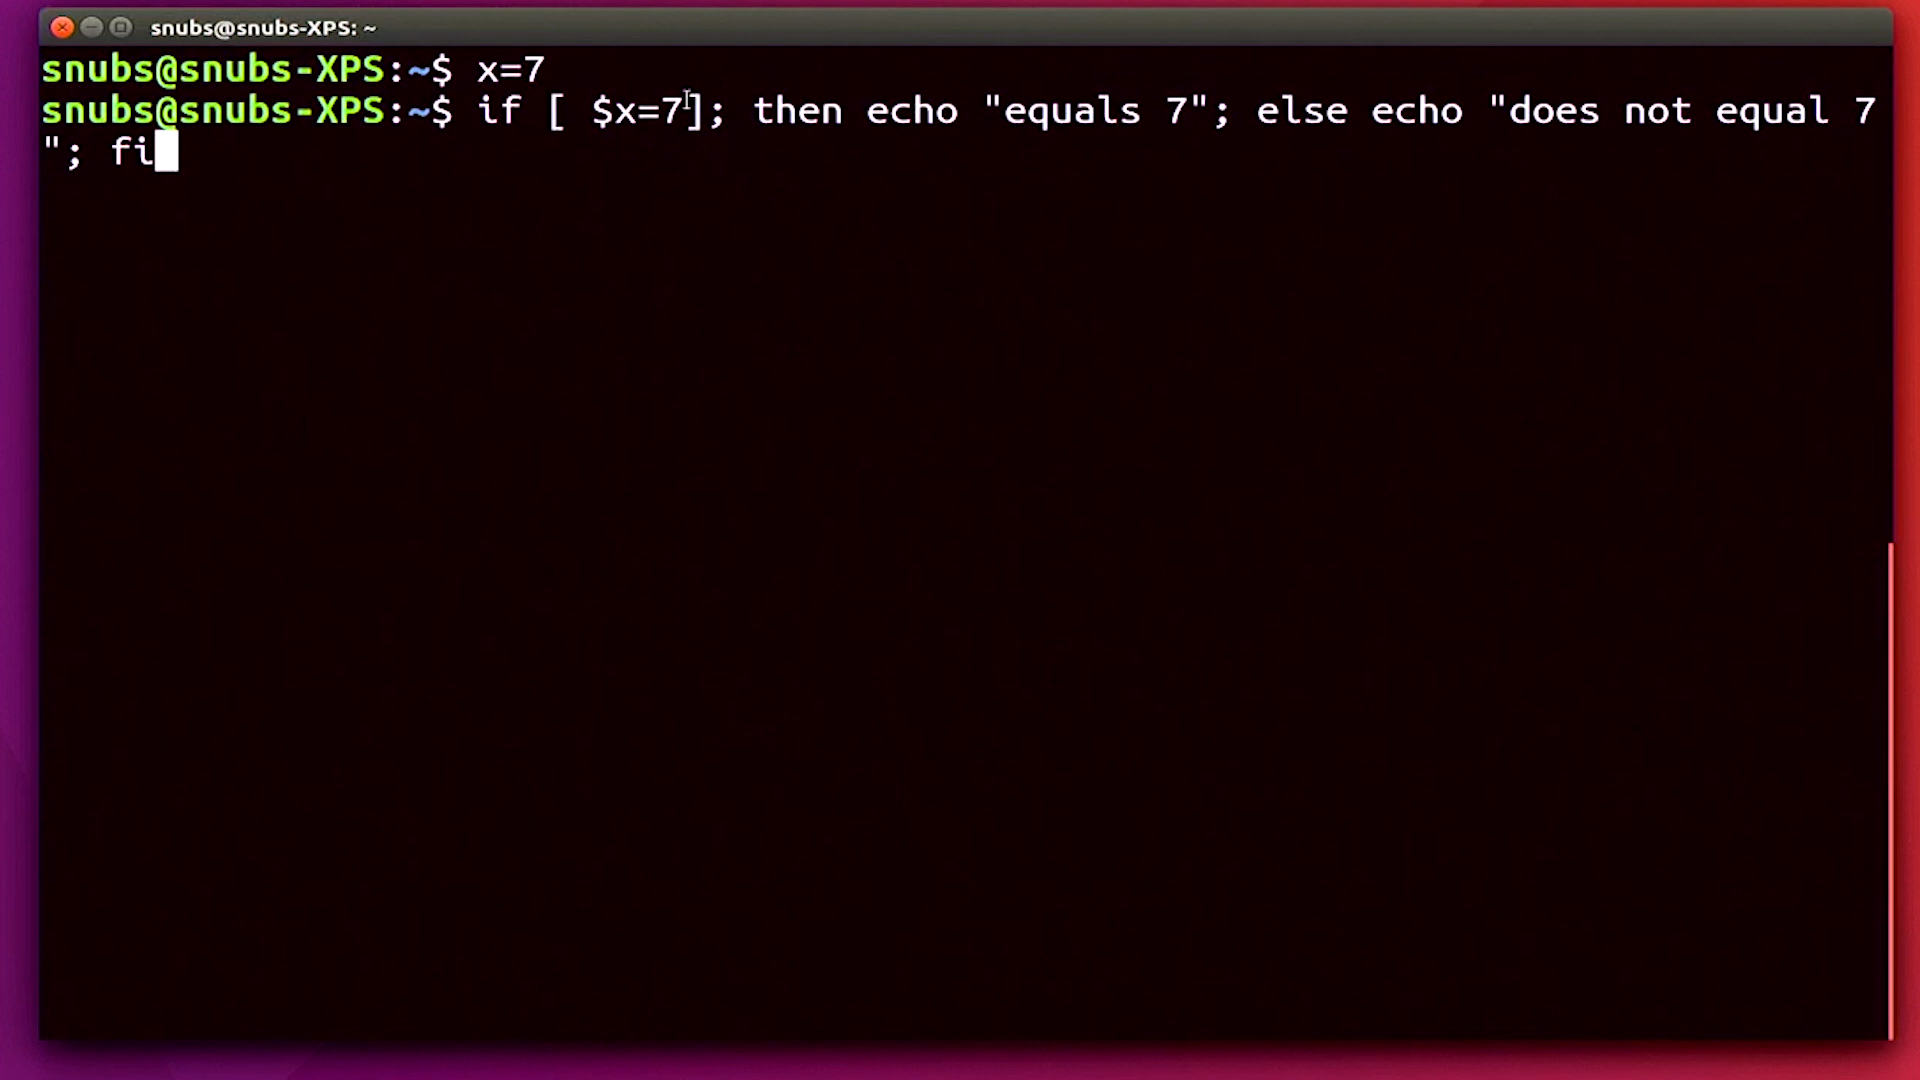 snubs@snubs-XPS: ~
snubs@snubs-XPS:~$ x=7
snubs@snubs-XPS:~$ if [ $x=7]; then echo "equals 7"; else echo "does not equal 7
"; fi